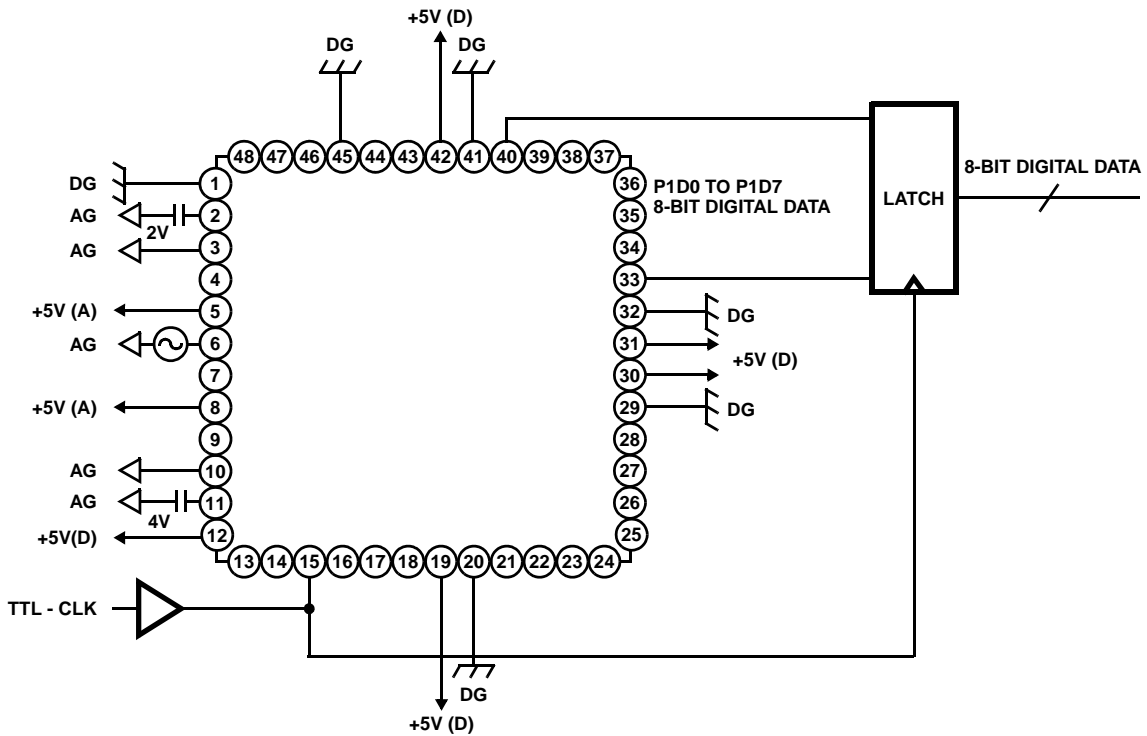 +5V (D)
DG
DG
48 47 46 45 44 43 42 41 40 39 38 37
DG
1
AG
2V
2
AG
3
4
+5V (A)
5
AG
6
7
+5V (A)
8
9
AG
10
AG
4V
11
+5V(D)
12
36
P1D0 TO P1D7
8-BIT DIGITAL DATA
35
34
33
32
DG
31
+5V (D)
30
29
DG
28
27
26
25
LATCH
8-BIT DIGITAL DATA
13 14 15 16 17 18 19 20 21 22 23 24
TTL - CLK
DG
+5V (D)